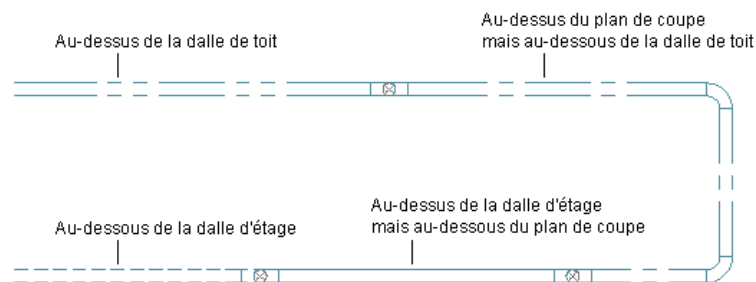 Au-dessus de la dalle de toit
Au-dessus du plan de coupe
mais au-dessous de la dalle de toit
Au-dessous de la dalle d'étage
Au-dessus de la dalle d'étage
mais au-dessous du plan de coupe